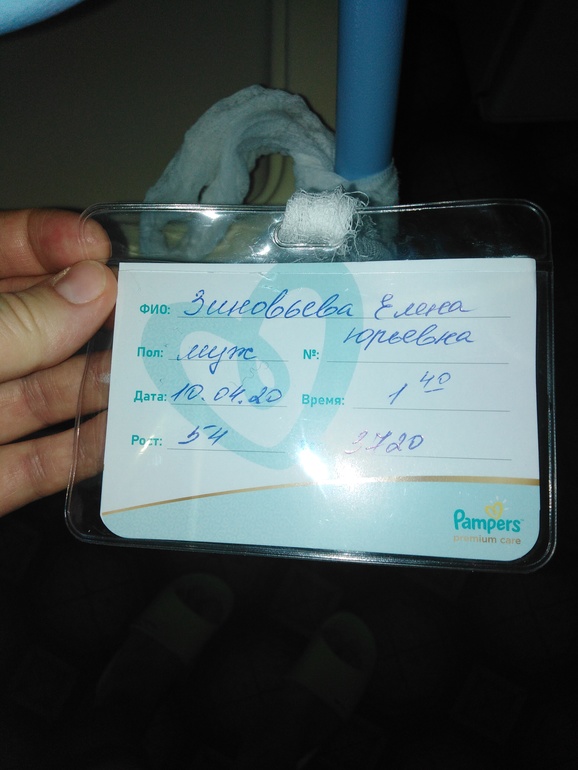 ФИО: Зиновьева Елена
Юрьевна
Пол: муж №:
Дата: 10.04.20 Время: 1 40
Рост: 54 3720
Pampers
premium care